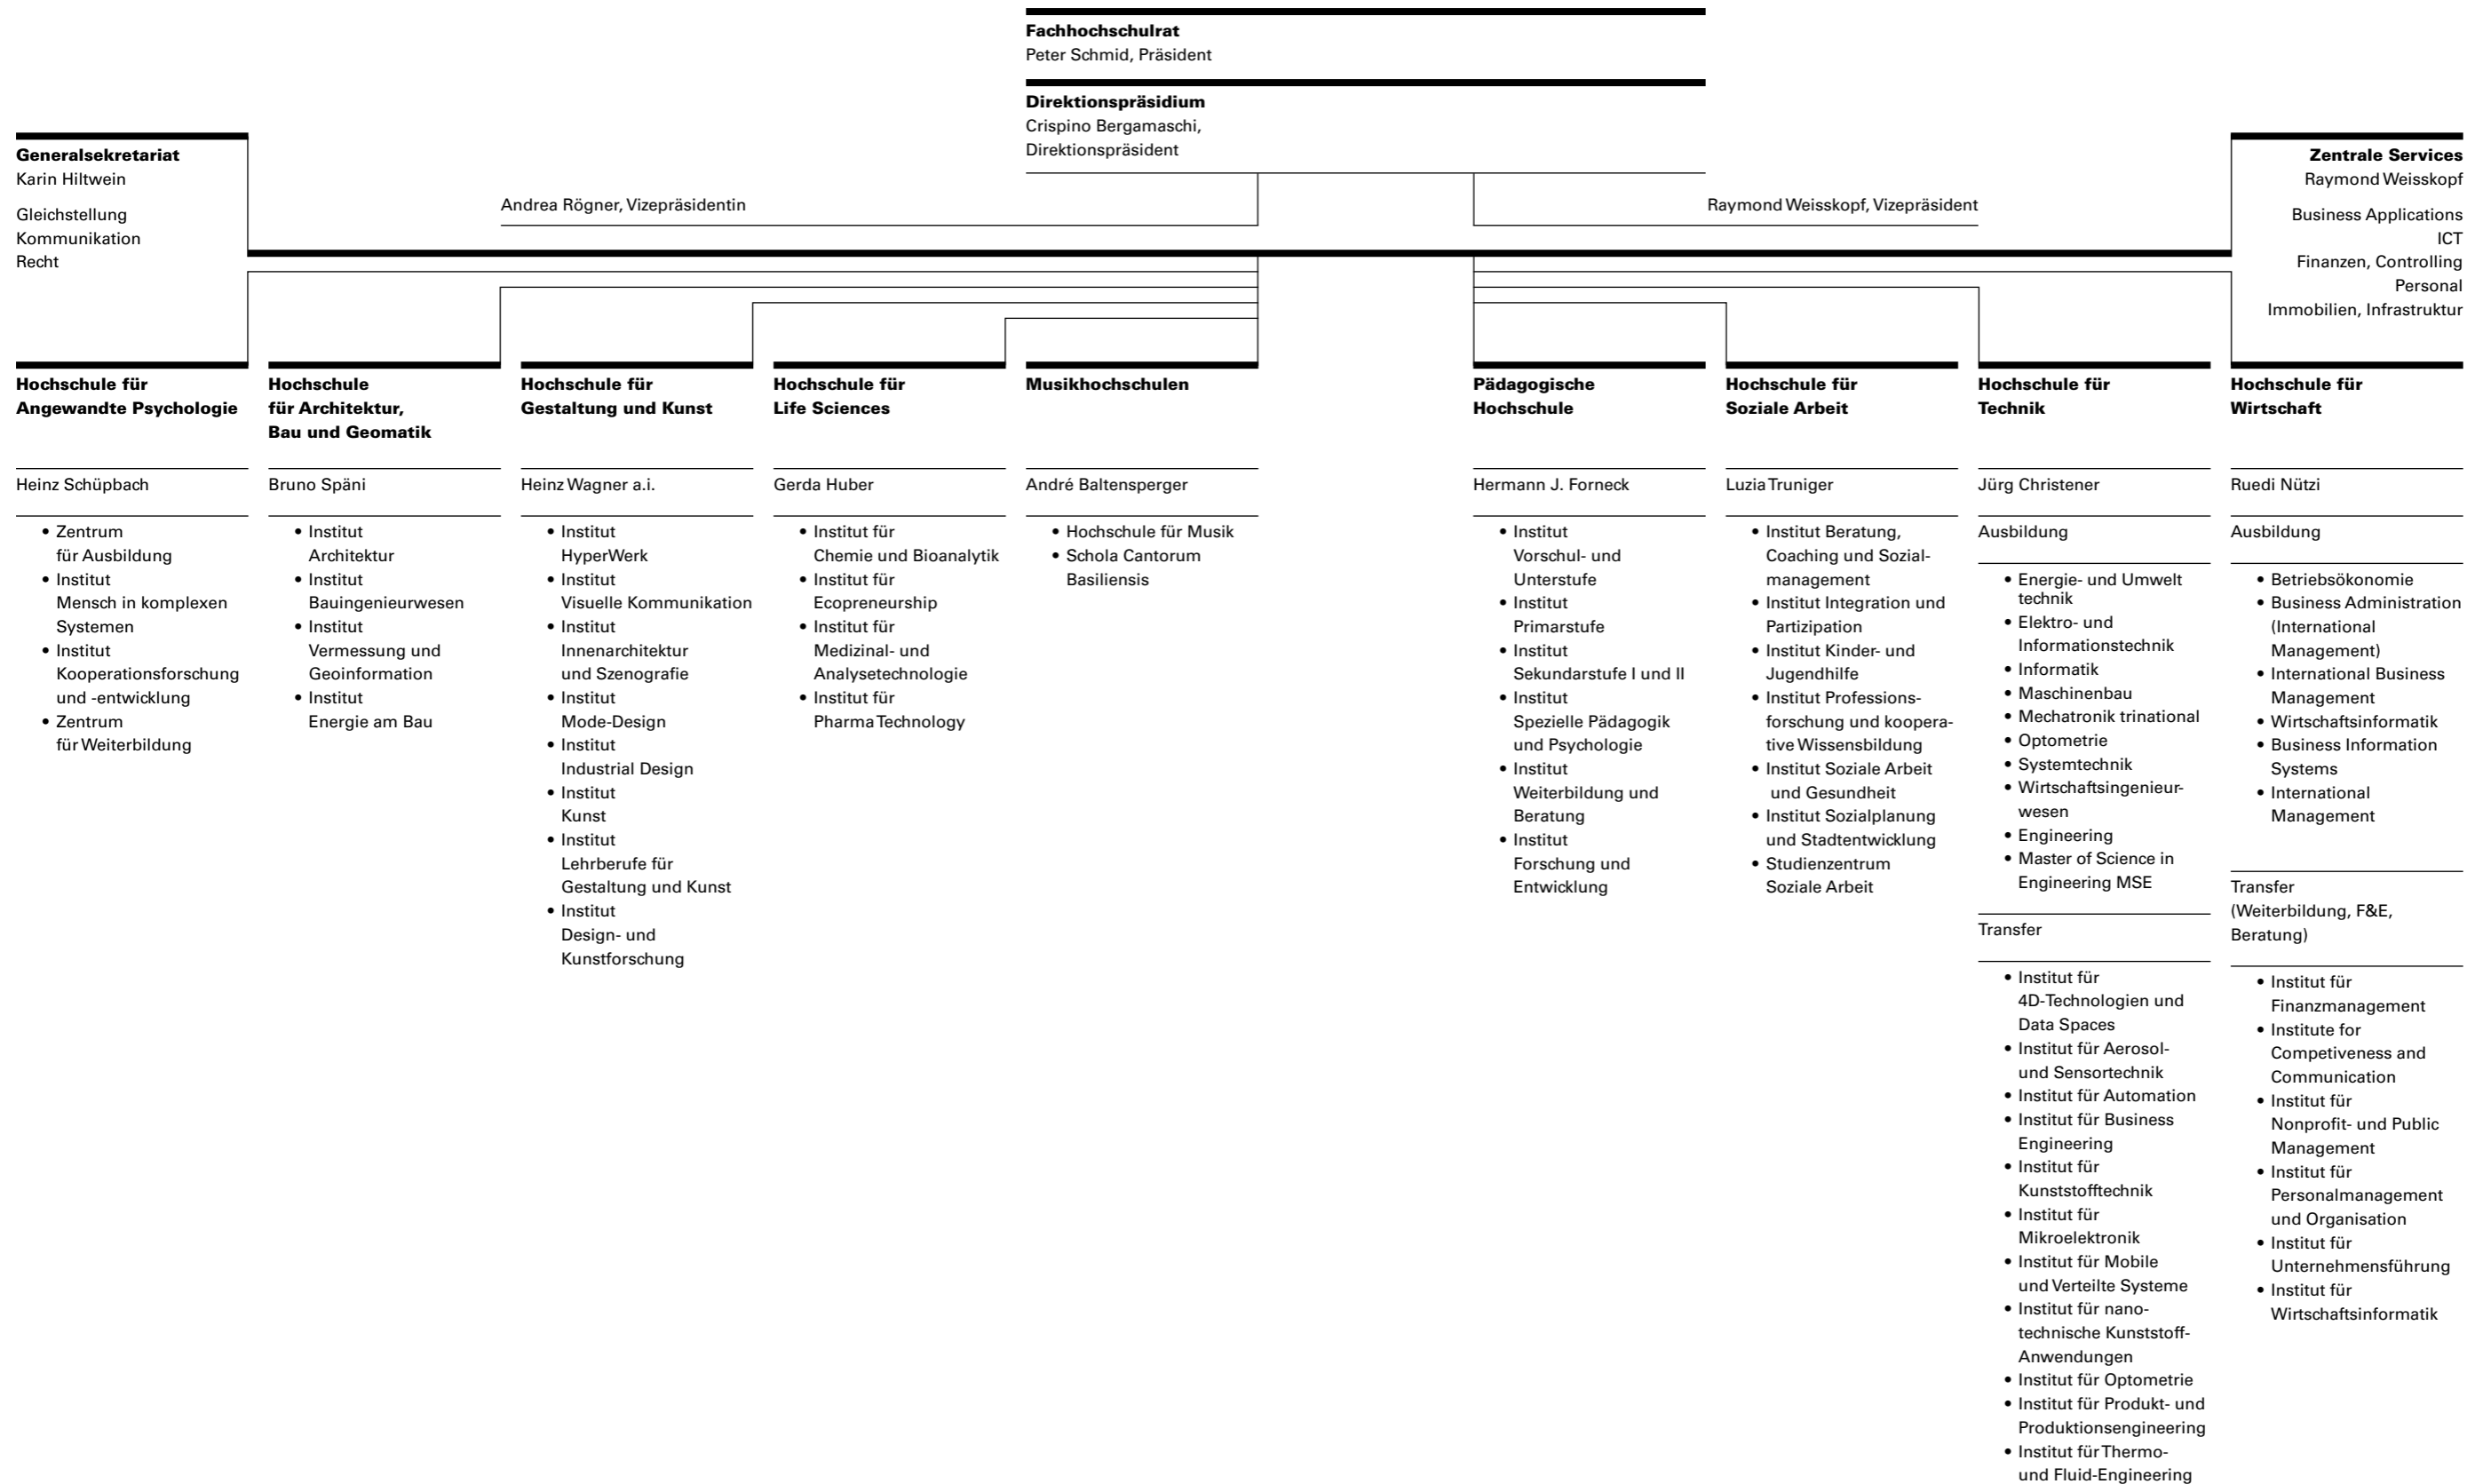 Fachhochschulrat
Peter Schmid, Präsident
Direktionspräsidium
Crispino Bergamaschi,
Direktionspräsident
Generalsekretariat
Karin Hiltwein
Gleichstellung
Kommunikation
Recht
Andrea Rögner, Vizepräsidentin
Raymond Weisskopf, Vizepräsident
Zentrale Services
Raymond Weisskopf
Business Applications
ICT
Finanzen, Controlling
Personal
Immobilien, Infrastruktur
Hochschule für
Angewandte Psychologie
Heinz Schüpbach
• Zentrum
für Ausbildung
• Institut
Mensch in komplexen
Systemen
• Institut
Kooperationsforschung
und -entwicklung
• Zentrum
für Weiterbildung
Hochschule
für Architektur,
Bau und Geomatik
Bruno Späni
• Institut
Architektur
• Institut
Bauingenieurwesen
• Institut
Vermessung und
Geoinformation
• Institut
Energie am Bau
Hochschule für
Gestaltung und Kunst
Heinz Wagner a.i.
• Institut
HyperWerk
• Institut
Visuelle Kommunikation
• Institut
Innenarchitektur
und Szenografie
• Institut
Mode-Design
• Institut
Industrial Design
• Institut
Kunst
• Institut
Lehrberufe für
Gestaltung und Kunst
• Institut
Design- und
Kunstforschung
Hochschule für
Life Sciences
Gerda Huber
• Institut für
Chemie und Bioanalytik
• Institut für
Ecopreneurship
• Institut für
Medizinal- und
Analysetechnologie
• Institut für
Pharma Technology
Musikhochschulen
André Baltensperger
• Hochschule für Musik
• Schola Cantorum
Basiliensis
Pädagogische
Hochschule
Hermann J. Forneck
• Institut
Vorschul- und
Unterstufe
• Institut
Primarstufe
• Institut
Sekundarstufe I und II
• Institut
Spezielle Pädagogik
und Psychologie
• Institut
Weiterbildung und
Beratung
• Institut
Forschung und
Entwicklung
Hochschule für
Soziale Arbeit
Luzia Truniger
• Institut Beratung,
Coaching und Sozial-
management
• Institut Integration und
Partizipation
• Institut Kinder- und
Jugendhilfe
• Institut Professions-
forschung und koopera-
tive Wissensbildung
• Institut Soziale Arbeit
und Gesundheit
• Institut Sozialplanung
und Stadtentwicklung
• Studienzentrum
Soziale Arbeit
Hochschule für
Technik
Jürg Christener
Ausbildung
• Energie- und Umwelt
technik
• Elektro- und
Informationstechnik
• Informatik
• Maschinenbau
• Mechatronik trinational
• Optometrie
• Systemtechnik
• Wirtschaftsingenieur-
wesen
• Engineering
• Master of Science in
Engineering MSE
Transfer
• Institut für
4D-Technologien und
Data Spaces
• Institut für Aerosol-
und Sensortechnik
• Institut für Automation
• Institut für Business
Engineering
• Institut für
Kunststofftechnik
• Institut für
Mikroelektronik
• Institut für Mobile
und Verteilte Systeme
• Institut für nano-
technische Kunststoff-
Anwendungen
• Institut für Optometrie
• Institut für Produkt- und
Produktionsengineering
• Institut für Thermo-
und Fluid-Engineering
Hochschule für
Wirtschaft
Ruedi Nützi
Ausbildung
• Betriebsökonomie
• Business Administration
(International
Management)
• International Business
Management
• Wirtschaftsinformatik
• Business Information
Systems
• International
Management
Transfer
(Weiterbildung, F&E,
Beratung)
• Institut für
Finanzmanagement
• Institute for
Competiveness and
Communication
• Institut für
Nonprofit- und Public
Management
• Institut für
Personalmanagement
und Organisation
• Institut für
Unternehmensführung
• Institut für
Wirtschaftsinformatik